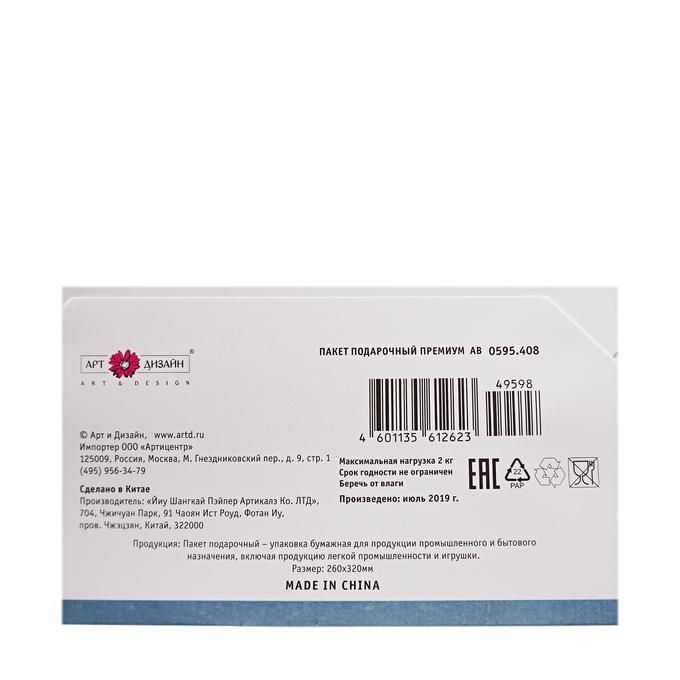 АРТ ДИЗАЙН ®
ART & DESIGN
ПАКЕТ ПОДАРОЧНЫЙ ПРЕМИУМ АВ 0595.408
49598
4 601135 612623
© Арт и Дизайн, www.artd.ru
Импортер ООО «Артицентр»
125009, Россия, Москва, М. Гнездниковский пер., д. 9, стр. 1
(495) 956-34-79
Сделано в Китае
Производитель: «Йиу Шангкай Пэйпер Артикалз Ко. ЛТД»,
704, Чжичуан Парк, 91 Чаоян Ист Роуд, Фотан Иу,
пров. Чжэцзян, Китай, 322000
Максимальная нагрузка 2 кг
Срок годности не ограничен
Беречь от влаги
Произведено: июль 2019 г.
EAC
22
PAP
Продукция: Пакет подарочный – упаковка бумажная для продукции промышленного и бытового
назначения, включая продукцию легкой промышленности и игрушки.
Размер: 260х320мм
MADE IN CHINA